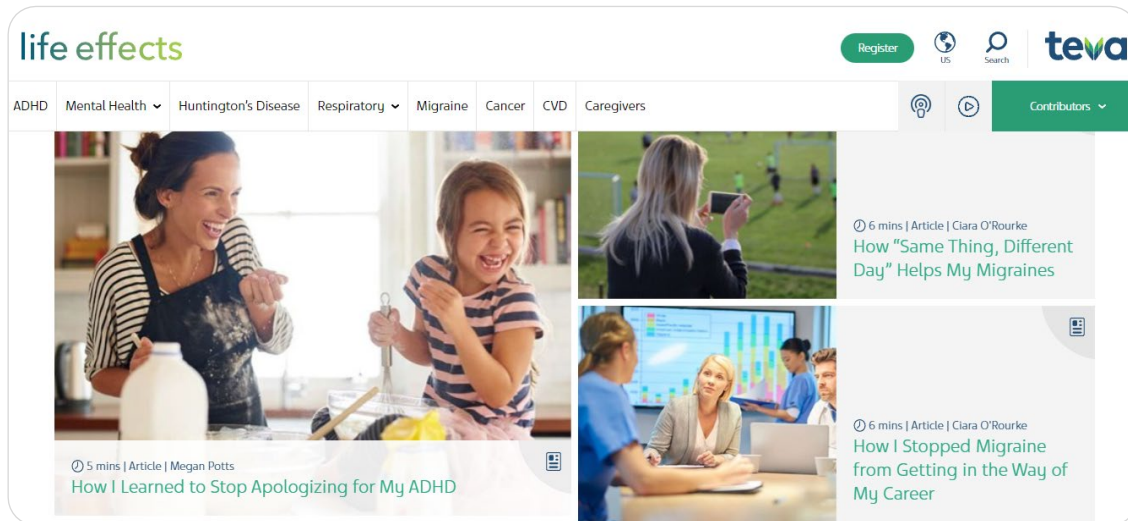 life effects
Register
US
Search
teva
ADHD
Mental Health
Huntington's Disease
Respiratory
Migraine
Cancer
CVD
Caregivers
Contributors
5 mins | Article | Megan Potts
How I Learned to Stop Apologizing for My ADHD
6 mins | Article | Ciara O'Rourke
How "Same Thing, Different
Day" Helps My Migraines
6 mins | Article | Ciara O'Rourke
How I Stopped Migraine
from Getting in the Way of
My Career